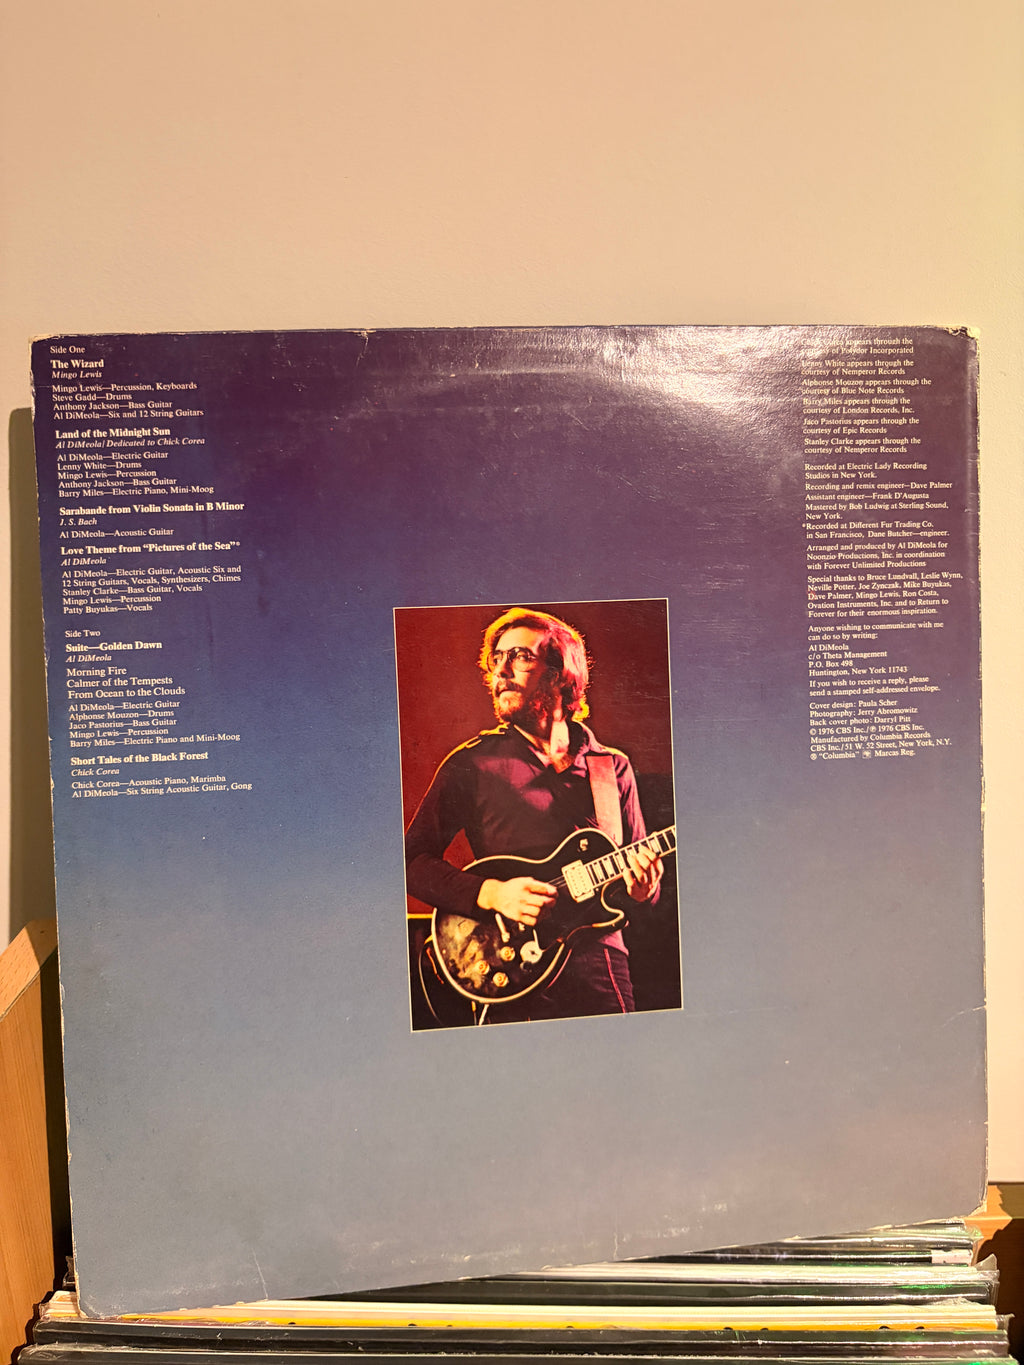 Side One
The Wizard
Mingo Lewis
Mingo Lewis—Percussion, Keyboards
Steve Gadd—Drums
Anthony Jackson—Bass Guitar
Al DiMeola—Six and 12 String Guitars
Land of the Midnight Sun
Al DiMeola/Dedicated to Chick Corea
Al DiMeola—Electric Guitar
Lenny White—Drums
Mingo Lewis—Percussion
Anthony Jackson—Bass Guitar
Barry Miles—Electric Piano, Mini-Moog
Sarabande from Violin Sonata in B Minor
J. S. Bach
Al DiMeola—Acoustic Guitar
Love Theme from “Pictures of the Sea”*
Al DiMeola
Al DiMeola—Electric Guitar, Acoustic Six and
12 String Guitars, Vocals, Synthesizers, Chimes
Stanley Clarke—Bass Guitar, Vocals
Mingo Lewis—Percussion
Patty Buyukas—Vocals
Side Two
Suite—Golden Dawn
Al DiMeola
Morning Fire
Calmer of the Tempests
From Ocean to the Clouds
Al DiMeola—Electric Guitar
Alphonse Mouzon—Drums
Jaco Pastorius—Bass Guitar
Mingo Lewis—Percussion
Barry Miles—Electric Piano and Mini-Moog
Short Tales of the Black Forest
Chick Corea
Chick Corea—Acoustic Piano, Marimba
Al DiMeola—Six String Acoustic Guitar, Gong
Chick Corea appears through the
courtesy of Polydor Incorporated
Lenny White appears through the
courtesy of Nemperor Records
Alphonse Mouzon appears through the
courtesy of Blue Note Records
Barry Miles appears through the
courtesy of London Records, Inc.
Jaco Pastorius appears through the
courtesy of Epic Records
Stanley Clarke appears through the
courtesy of Nemperor Records
Recorded at Electric Lady Recording
Studios in New York.
Recording and remix engineer—Dave Palmer
Assistant engineer—Frank D'Augusta
Mastered by Bob Ludwig at Sterling Sound,
New York.
*Recorded at Different Fur Trading Co.
in San Francisco, Dane Butcher—engineer.
Arranged and produced by Al DiMeola for
Noonzio Productions, Inc. in coordination
with Forever Unlimited Productions
Special thanks to Bruce Lundvall, Leslie Wynn,
Neville Potter, Joe Zynczak, Mike Buyukas,
Dave Palmer, Mingo Lewis, Ron Costa,
Ovation Instruments, Inc. and to Return to
Forever for their enormous inspiration.
Anyone wishing to communicate with me
can do so by writing:
Al DiMeola
c/o Theta Management
P.O. Box 498
Huntington, New York 11743
If you wish to receive a reply, please
send a stamped self-addressed envelope.
Cover design: Paula Scher
Photography: Jerry Abromowitz
Back cover photo: Darryl Pitt
© 1976 CBS Inc./℗ 1976 CBS Inc.
Manufactured by Columbia Records
CBS Inc./51 W. 52 Street, New York, N.Y.
® “Columbia” Marcas Reg.